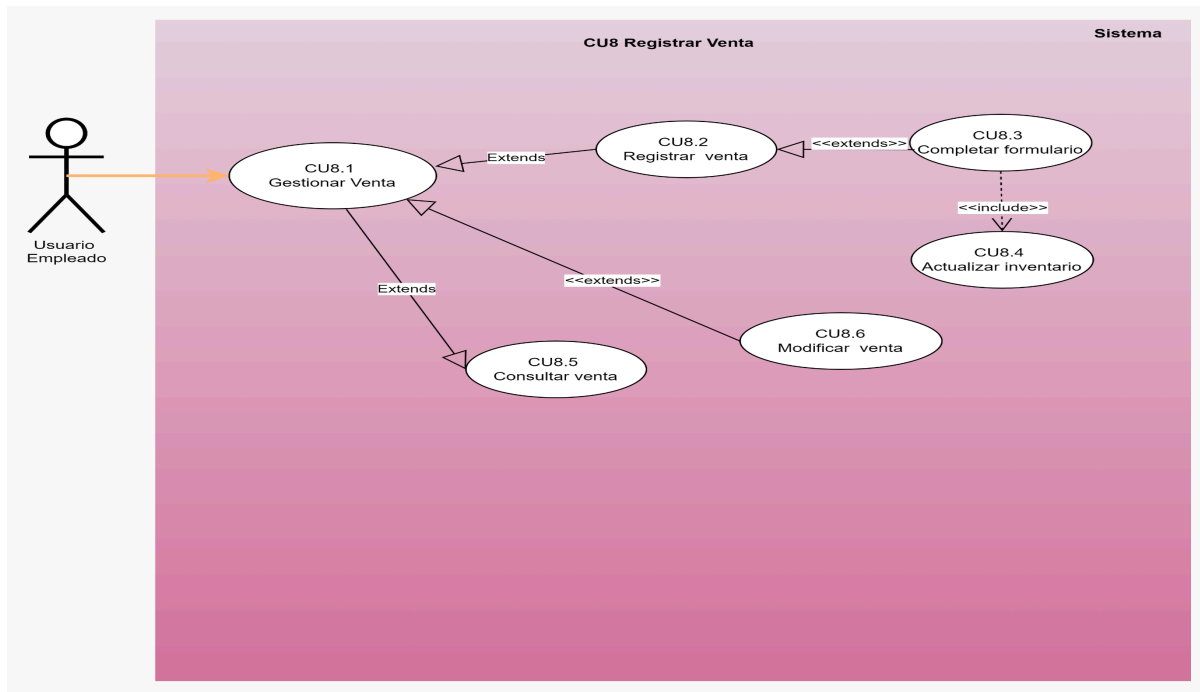 Sistema
CU8 Registrar Venta
CU8.3
<<extends>>
Completar formulario
CU8.2
Registrar venta
Extends
CU8.1
Gestionar Venta
<<include>>
Usuario
Empleado
CU8.4
Actualizar inventario
<<extends>>
Extends
CU8.6
Modificar venta
CU8.5
Consultar venta